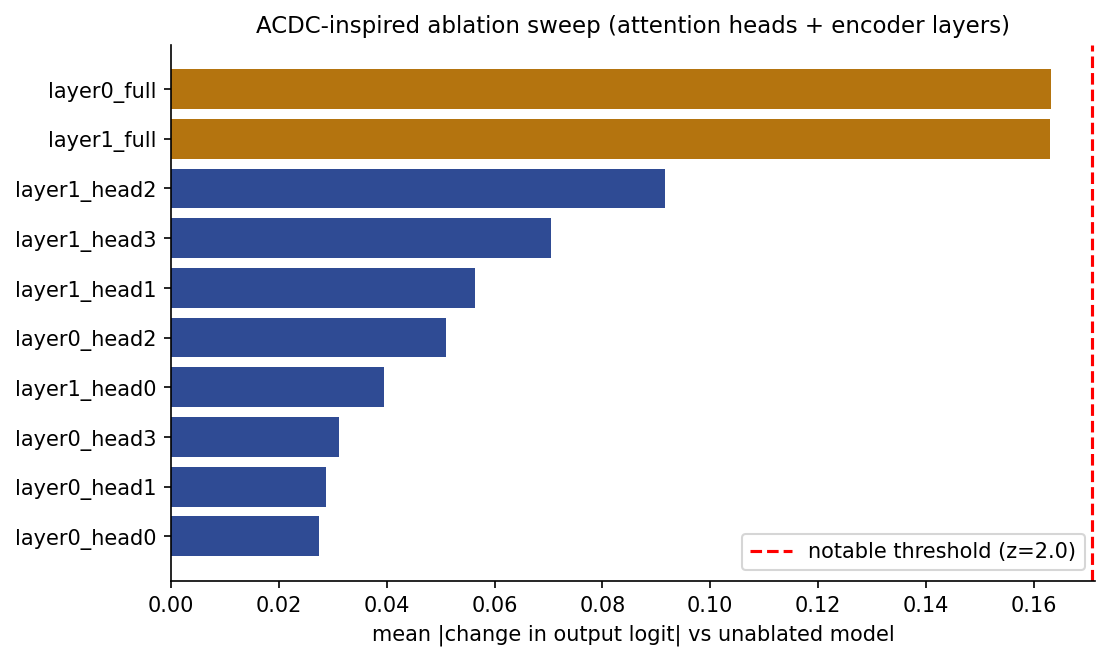 ACDC-inspired ablation sweep (attention heads + encoder layers)
layer0_full
layer1_full
layer1_head2
layer1_head3
layer1_head1
layer0_head2
layer1_head0
layer0_head3
layer0_head1
layer0_head0
notable threshold (z=2.0)
0.00 0.02 0.04 0.06 0.08 0.10 0.12 0.14 0.16
mean |change in output logit| vs unablated model